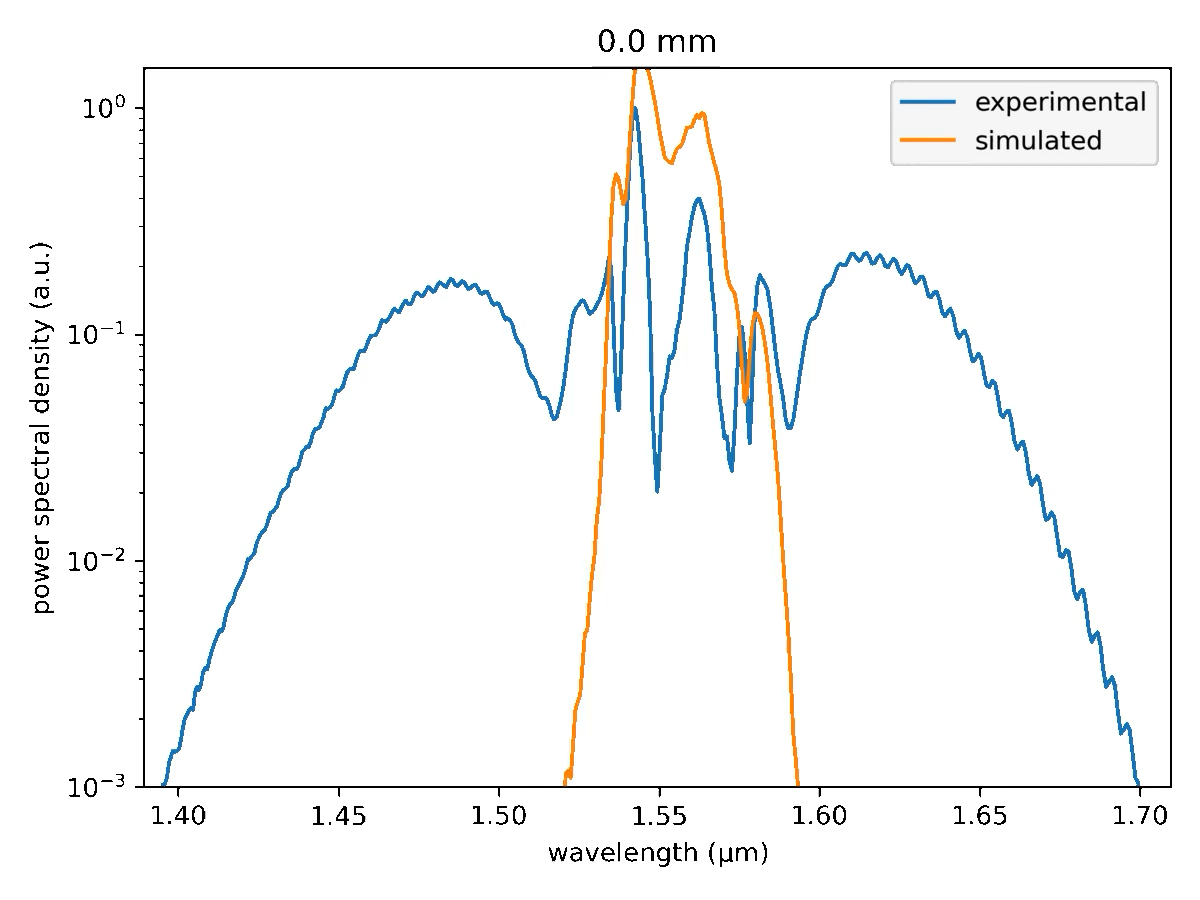 0.0 mm
experimental
simulated
power spectral density (a.u.)
10⁰
10⁻¹
10⁻²
10⁻³
1.40 1.45 1.50 1.55 1.60 1.65 1.70
wavelength (μm)